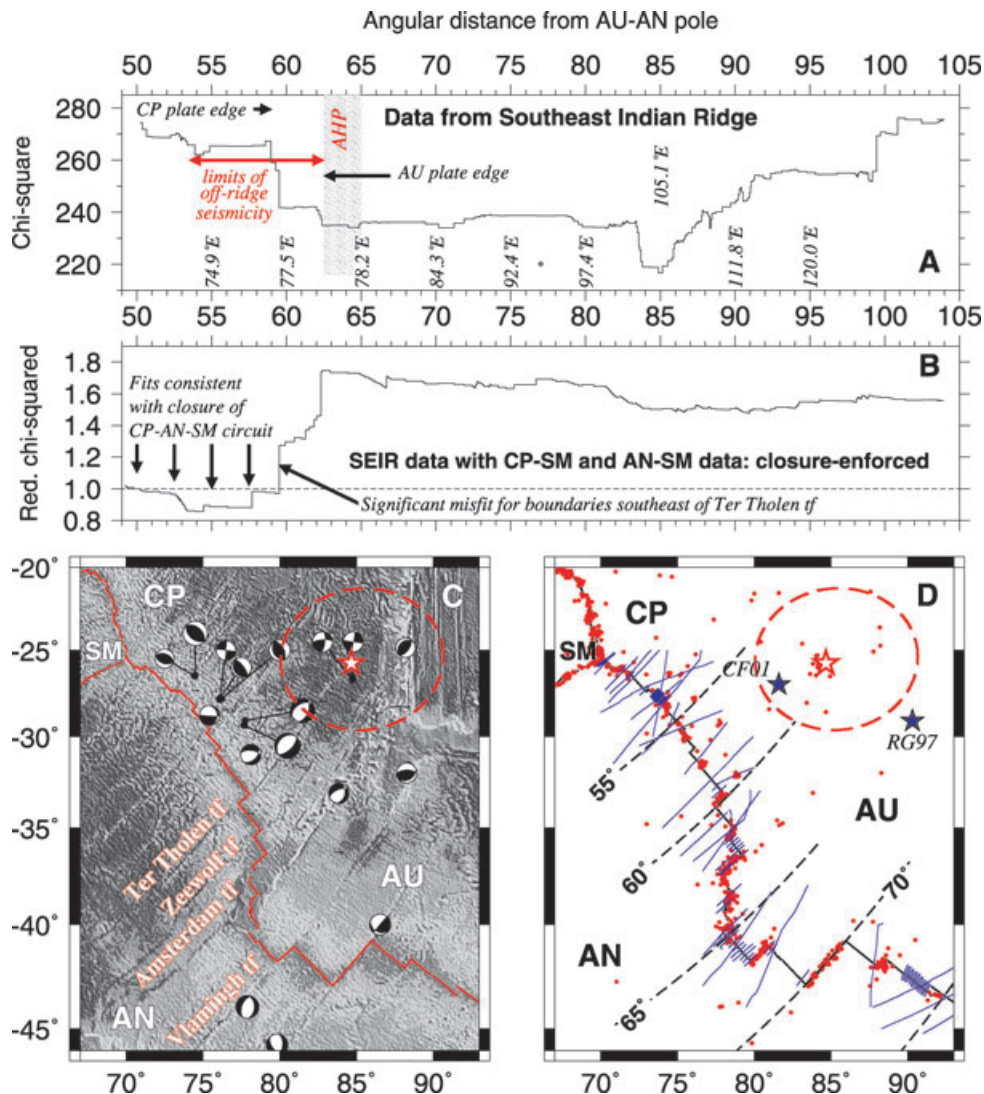 Angular distance from AU-AN pole
50 55 60 65 70 75 80 85 90 95 100 105
280
260
240
220
Chi-square
CP plate edge
AHP
Data from Southeast Indian Ridge
limits of
off-ridge
seismicity
AU plate edge
74.9°E
77.5°E
78.2°E
84.3°E
92.4°E
97.4°E
105.1°E
111.8°E
120.0°E
A
50 55 60 65 70 75 80 85 90 95 100 105
1.8
1.6
1.4
1.2
1.0
0.8
Red. chi-squared
Fits consistent
with closure of
CP-AN-SM circuit
B
SEIR data with CP-SM and AN-SM data: closure-enforced
Significant misfit for boundaries southeast of Ter Tholen tf
-20°
-25°
-30°
-35°
-40°
-45°
CP
C
SM
Ter Tholen tf
Zeewolf tf
Amsterdam tf
Vlamingh tf
AU
AN
70° 75° 80° 85° 90°
CP
D
SM
CF01
RG97
55°
AU
60°
70°
AN
65°
70° 75° 80° 85° 90°